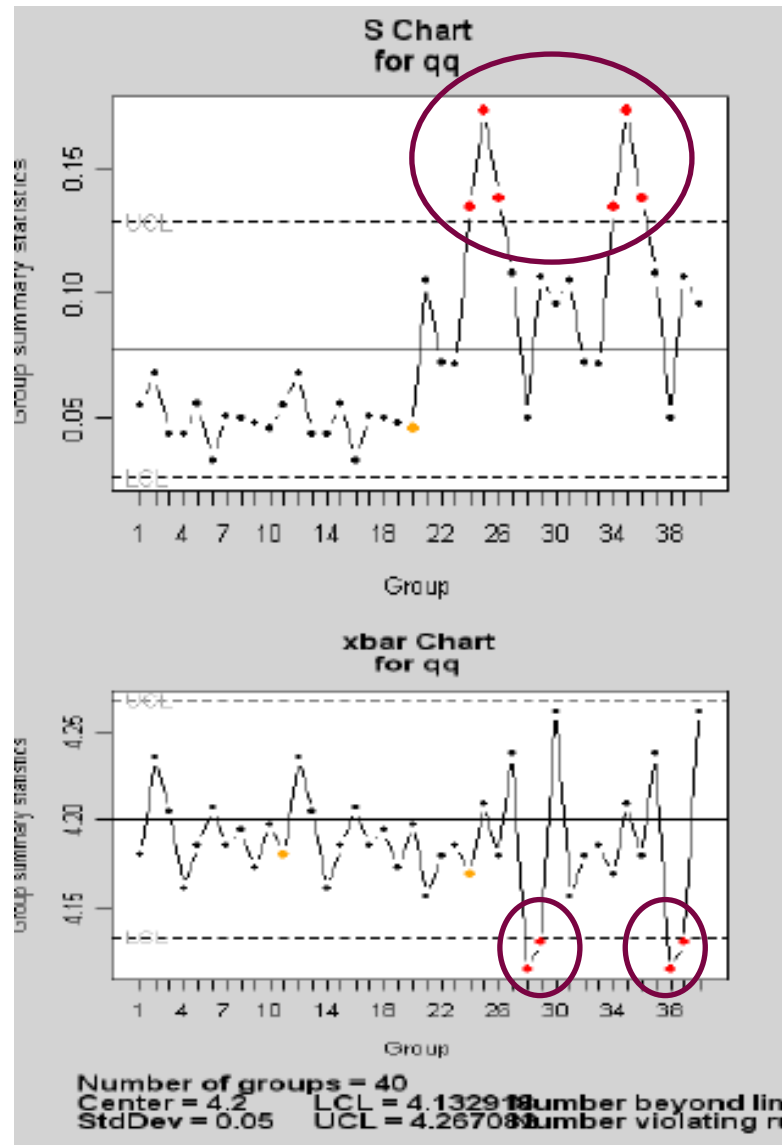 S Chart
for qq
Group summary statistics
0.15
0.10
0.05
UCL
LCL
1 4 7 10 14 18 22 26 30 34 38
Group
xbar Chart
for qq
Group summary statistics
4.25
4.20
4.15
UCL
LCL
1 4 7 10 14 18 22 26 30 34 38
Group
Number of groups = 40
Center = 4.2 LCL = 4.132918 Number beyond lin
StdDev = 0.05 UCL = 4.267082 Number violating r